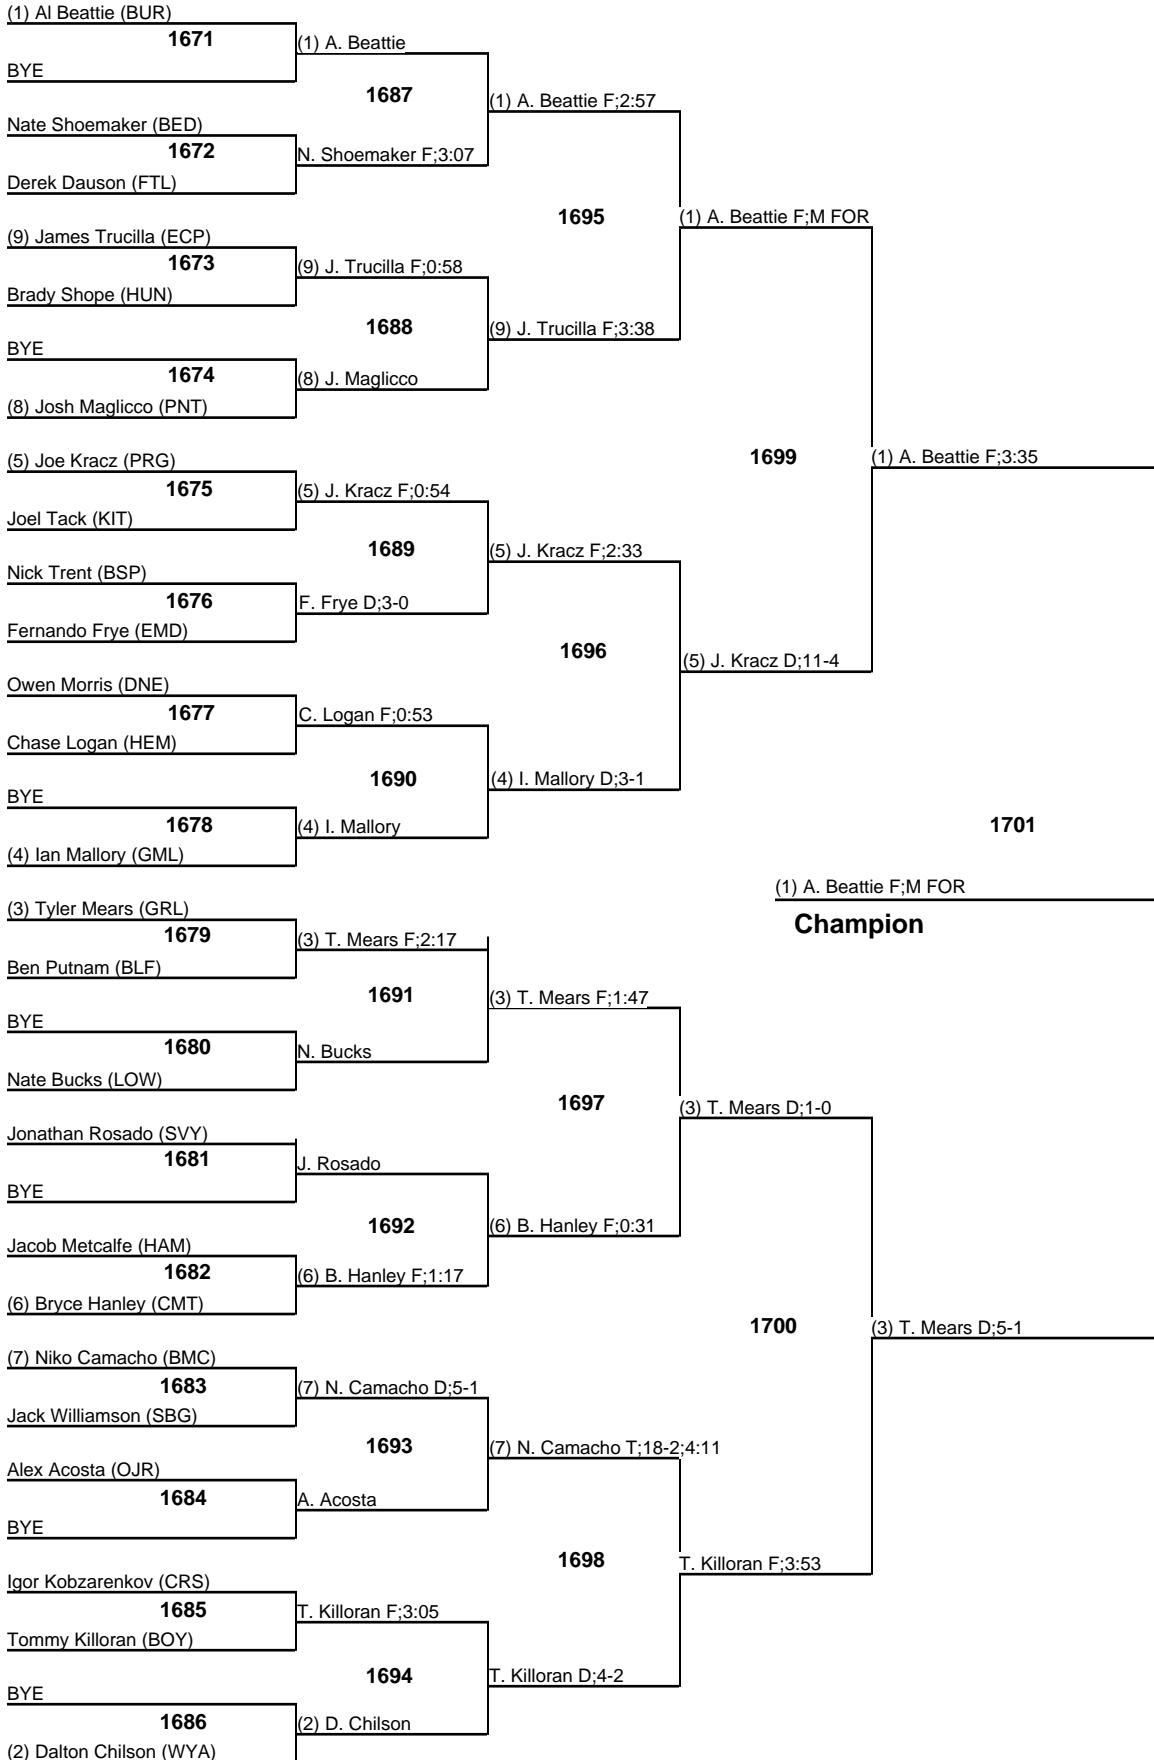 (1) Al Beattie (BUR)
1671
(1) A. Beattie
BYE
1687
(1) A. Beattie F;2:57
Nate Shoemaker (BED)
1672
N. Shoemaker F;3:07
Derek Dauson (FTL)
1695
(1) A. Beattie F;M FOR
(9) James Trucilla (ECP)
1673
(9) J. Trucilla F;0:58
Brady Shope (HUN)
1688
(9) J. Trucilla F;3:38
BYE
1674
(8) J. Maglicco
(8) Josh Maglicco (PNT)
1699
(1) A. Beattie F;3:35
(5) Joe Kracz (PRG)
1675
(5) J. Kracz F;0:54
Joel Tack (KIT)
1689
(5) J. Kracz F;2:33
Nick Trent (BSP)
1676
F. Frye D;3-0
Fernando Frye (EMD)
1696
(5) J. Kracz D;11-4
Owen Morris (DNE)
1677
C. Logan F;0:53
Chase Logan (HEM)
1690
(4) I. Mallory D;3-1
BYE
1678
(4) I. Mallory
(4) Ian Mallory (GML)
1701
(1) A. Beattie F;M FOR
Champion
(3) Tyler Mears (GRL)
1679
(3) T. Mears F;2:17
Ben Putnam (BLF)
1691
(3) T. Mears F;1:47
BYE
1680
N. Bucks
Nate Bucks (LOW)
1697
(3) T. Mears D;1-0
Jonathan Rosado (SVY)
1681
J. Rosado
BYE
1692
(6) B. Hanley F;0:31
Jacob Metcalfe (HAM)
1682
(6) B. Hanley F;1:17
(6) Bryce Hanley (CMT)
1700
(3) T. Mears D;5-1
(7) Niko Camacho (BMC)
1683
(7) N. Camacho D;5-1
Jack Williamson (SBG)
1693
(7) N. Camacho T;18-2;4:11
Alex Acosta (OJR)
1684
A. Acosta
BYE
1698
T. Killoran F;3:53
Igor Kobzarenkov (CRS)
1685
T. Killoran F;3:05
Tommy Killoran (BOY)
1694
T. Killoran D;4-2
BYE
1686
(2) D. Chilson
(2) Dalton Chilson (WYA)